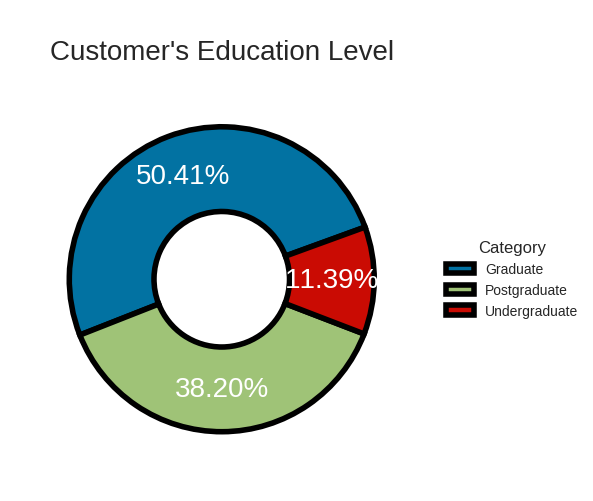 Customer's Education Level
50.41%
Category
Graduate
11.39%
Postgraduate
Undergraduate
38.20%